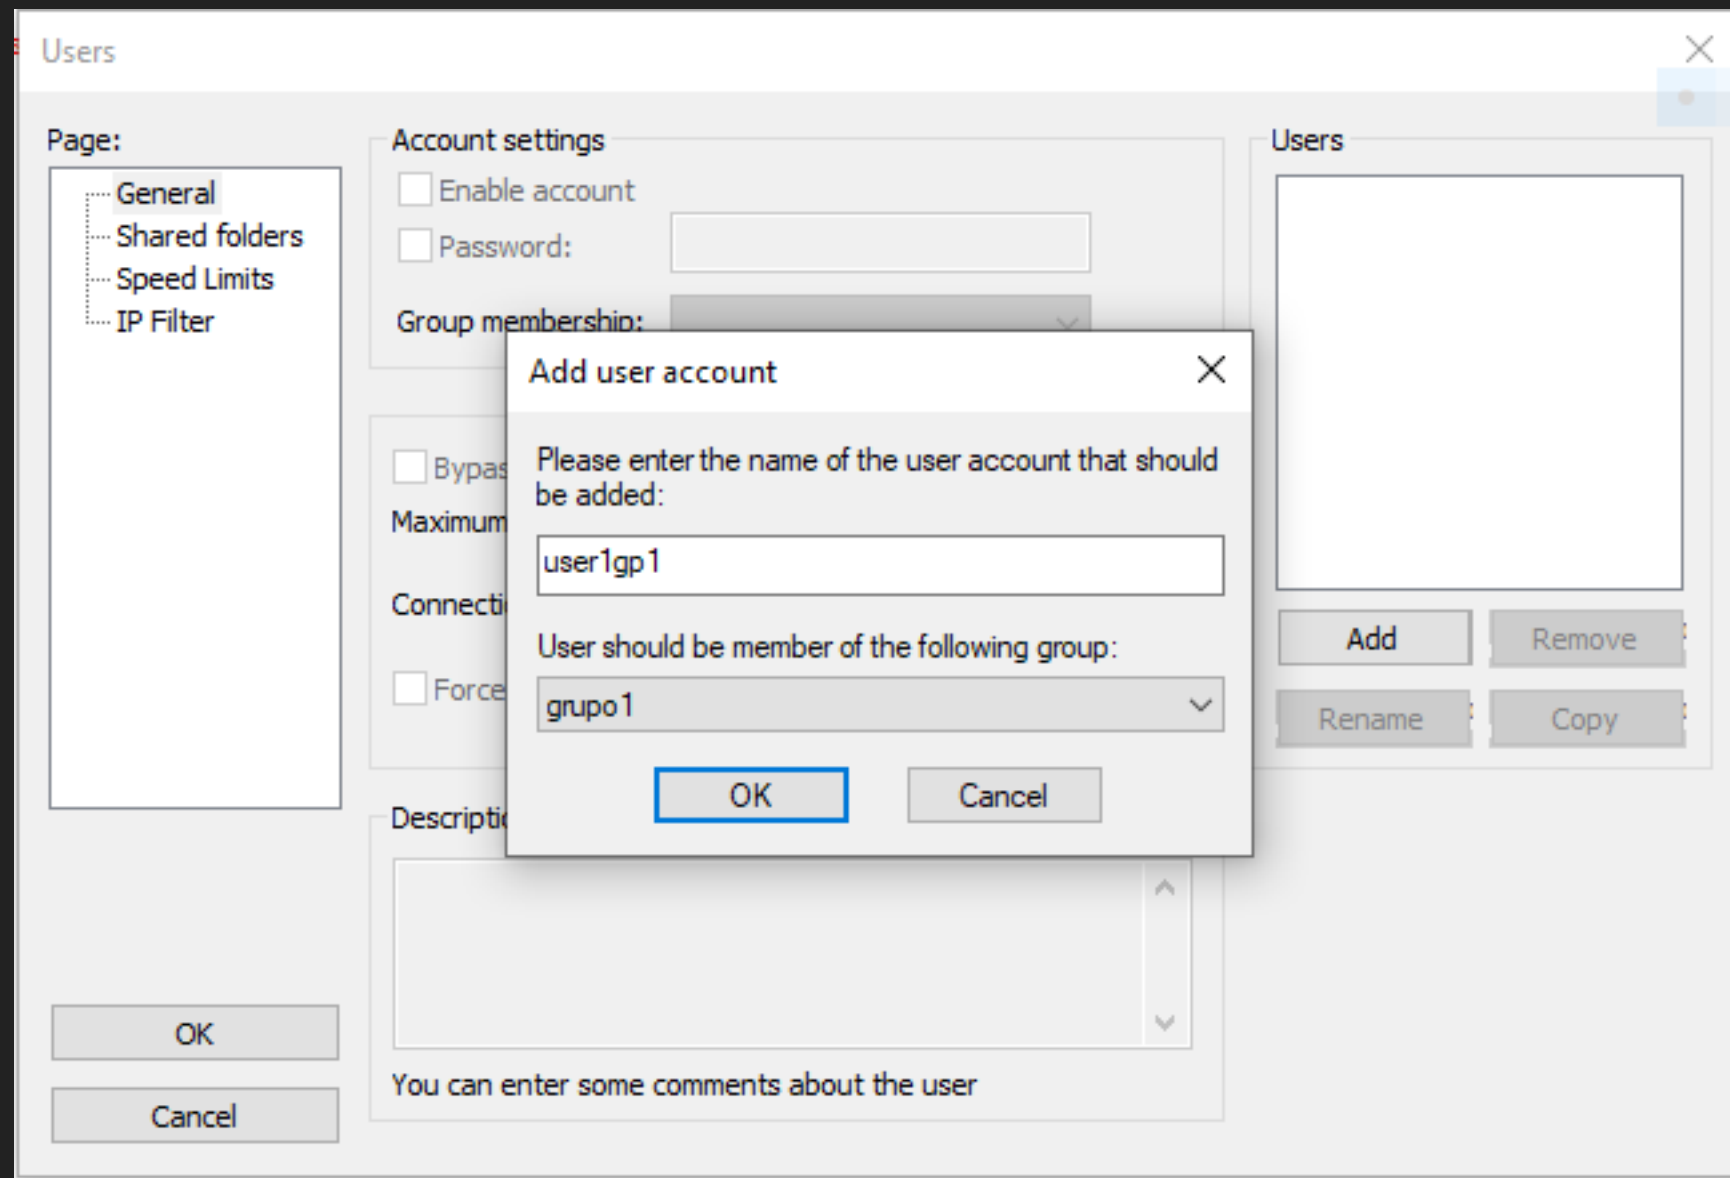 Users
Page:
General
Shared folders
Speed Limits
IP Filter
OK
Cancel
Account settings
Enable account
Password:
Group membership:
Maximum
Force
You can enter some comments about the user
Add user account
Please enter the name of the user account that should
be added:
user1gp1
User should be member of the following group:
grupo1
OK
Cancel
Users
Add
Remove
Rename
Copy